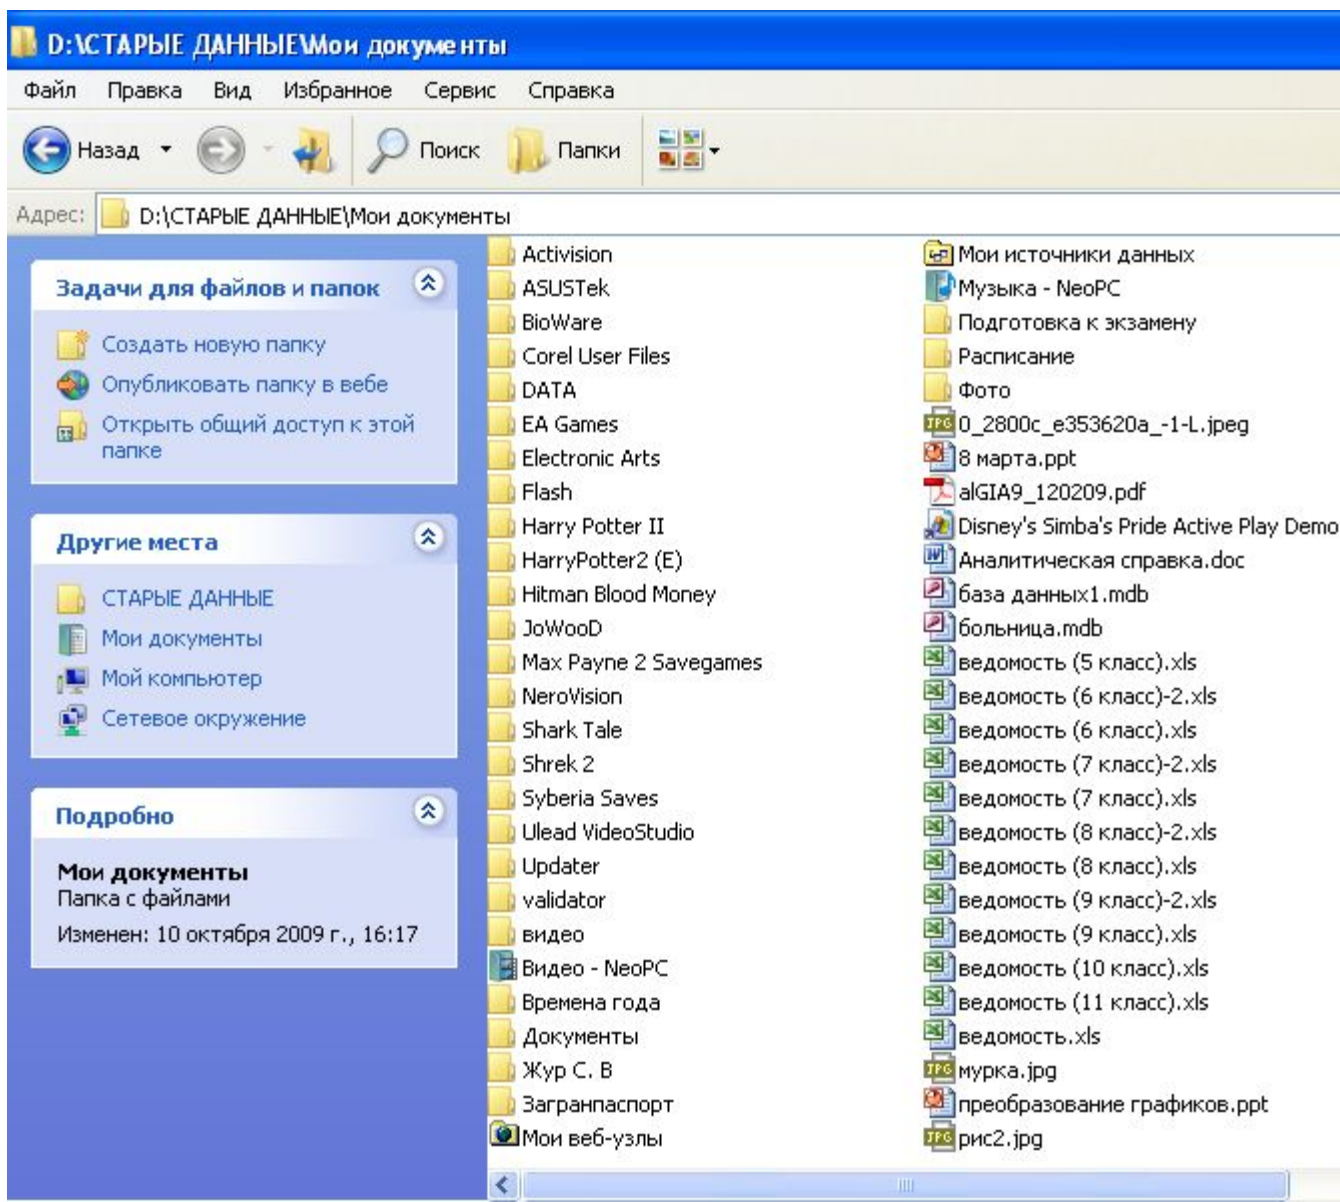 D:\СТАРЫЕ ДАННЫЕ\Мои документы
Файл Правка Вид Избранное Сервис Справка
Назад Поиск Папки
Адрес: D:\СТАРЫЕ ДАННЫЕ\Мои документы
Задачи для файлов и папок
Создать новую папку
Опубликовать папку в вебе
Открыть общий доступ к этой
папке
Другие места
СТАРЫЕ ДАННЫЕ
Мои документы
Мой компьютер
Сетевое окружение
Подробно
Мои документы
Папка с файлами
Изменен: 10 октября 2009 г., 16:17
Activision
ASUSTek
BioWare
Corel User Files
DATA
EA Games
Electronic Arts
Flash
Harry Potter II
HarryPotter2 (E)
Hitman Blood Money
JoWooD
Max Payne 2 Savegames
NeroVision
Shark Tale
Shrek 2
Syberia Saves
Ulead VideoStudio
Updater
validator
видео
Видео - NeoPC
Времена года
Документы
Жур С. В
Загранпаспорт
Мои веб-узлы
Мои источники данных
Музыка - NeoPC
Подготовка к экзамену
Расписание
Фото
0_2800c_e353620a_-1-L.jpeg
8 марта.ppt
alGIA9_120209.pdf
Disney's Simba's Pride Active Play Demo
Аналитическая справка.doc
база данных1.mdb
больница.mdb
ведомость (5 класс).xls
ведомость (6 класс)-2.xls
ведомость (6 класс).xls
ведомость (7 класс)-2.xls
ведомость (7 класс).xls
ведомость (8 класс)-2.xls
ведомость (8 класс).xls
ведомость (9 класс)-2.xls
ведомость (9 класс).xls
ведомость (10 класс).xls
ведомость (11 класс).xls
ведомость.xls
мурка.jpg
преобразование графиков.ppt
рис2.jpg